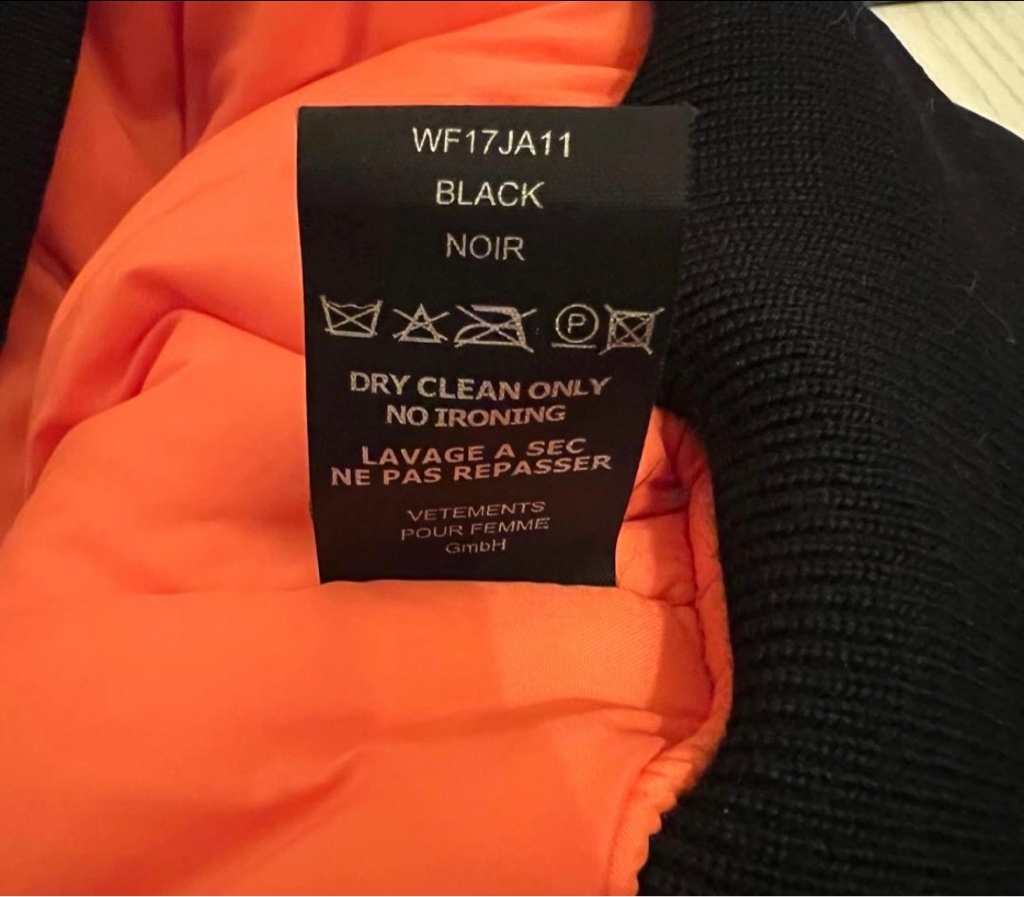 WF17JA11
BLACK
NOIR
P
DRY CLEAN ONLY
NO IRONING
LAVAGE A SEC
NE PAS REPASSER
VETEMENTS
POUR FEMME
GmbH